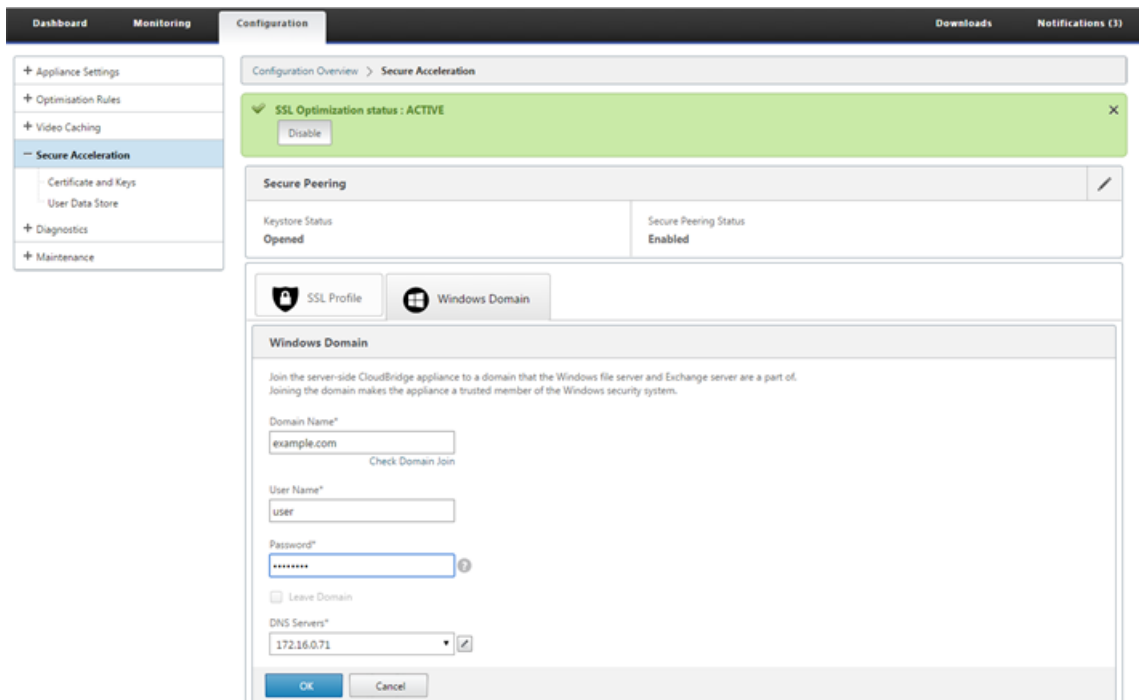 Dashboard Monitoring Configuration Downloads Notifications (3)
+ Appliance Settings
+ Optimisation Rules
+ Video Caching
− Secure Acceleration
Certificate and Keys
User Data Store
+ Diagnostics
+ Maintenance
Configuration Overview > Secure Acceleration
SSL Optimization status : ACTIVE
Disable
Secure Peering
Keystore Status
Opened
Secure Peering Status
Enabled
SSL Profile
Windows Domain
Windows Domain
Join the server-side CloudBridge appliance to a domain that the Windows file server and Exchange server are a part of.
Joining the domain makes the appliance a trusted member of the Windows security system.
Domain Name*
example.com
Check Domain Join
User Name*
user
Password*
••••••••
Leave Domain
DNS Servers*
172.16.0.71
OK Cancel